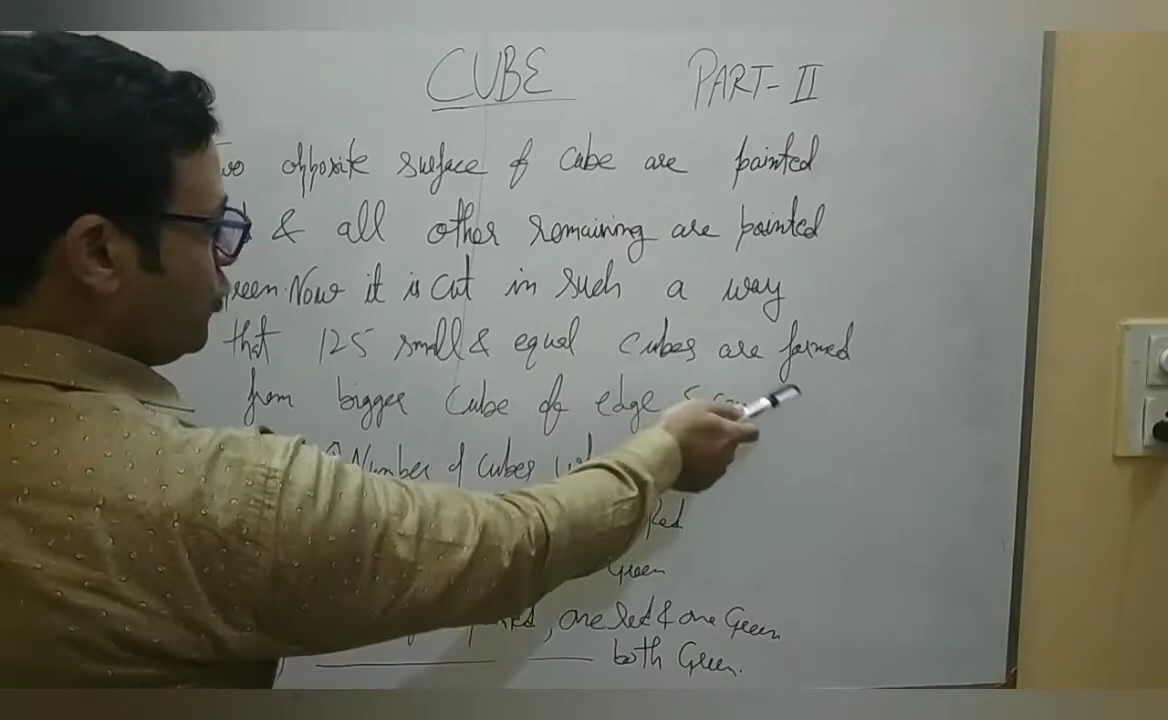 CUBE PART-II
opposite surface of cube are painted
& all other remaining are painted
Now it is cut in such a way
that 125 small & equal cubes are formed
from bigger cube of edge 5
Number of cubes
Red
Green
, one Red & one Green
both Green.